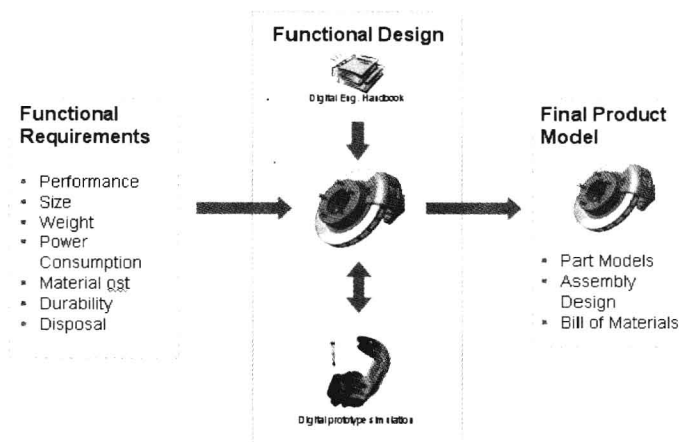 Functional Design
Digital Eng. Handbook
Functional
Requirements
• Performance
• Size
• Weight
• Power
Consumption
• Material ost
• Durability
• Disposal
Final Product
Model
• Part Models
• Assembly
Design
• Bill of Materials
Digital prototype simulation